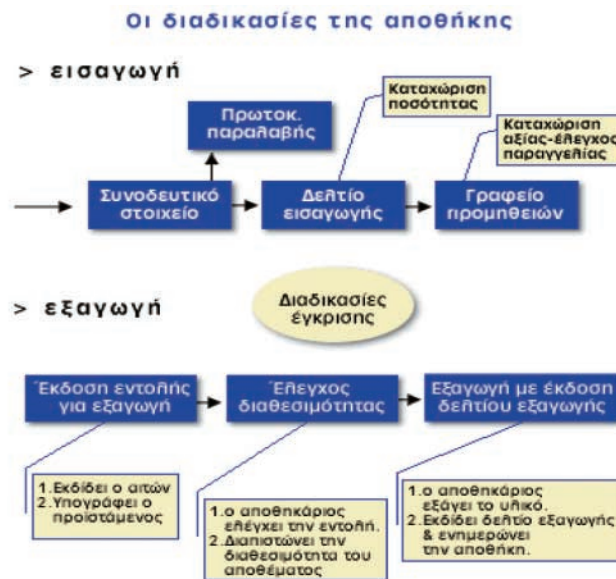 Οι διαδικασίες της αποθήκης
> εισαγωγή
Καταχώριση
ποσότητας
Πρωτοκ.
παραλαβής
Καταχώριση
αξίας-έλεγχος
παραγγελίας
Συνοδευτικό
στοιχείο
Δελτίο
εισαγωγής
Γραφείο
προμηθειών
> εξαγωγή
Διαδικασίες
έγκρισης
Έκδοση εντολής
για εξαγωγή
Έλεγχος
διαθεσιμότητας
Εξαγωγή με έκδοση
δελτίου εξαγωγής
1.Εκδίδει ο αιτών
2.Υπογράφει ο
προϊστάμενος
1.ο αποθηκάριος
ελέγχει την εντολή.
2.Διαπιστώνει την
διαθεσιμότητα του
αποθέματος
1.ο αποθηκάριος
εξάγει το υλικό.
2.Εκδίδει δελτίο εξαγωγής
& ενημερώνει
την αποθήκη.